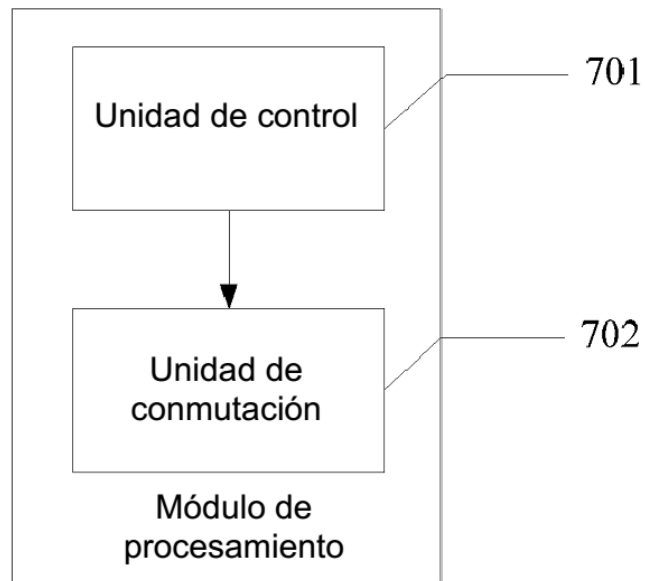 Unidad de control
701
Unidad de
conmutación
702
Módulo de
procesamiento